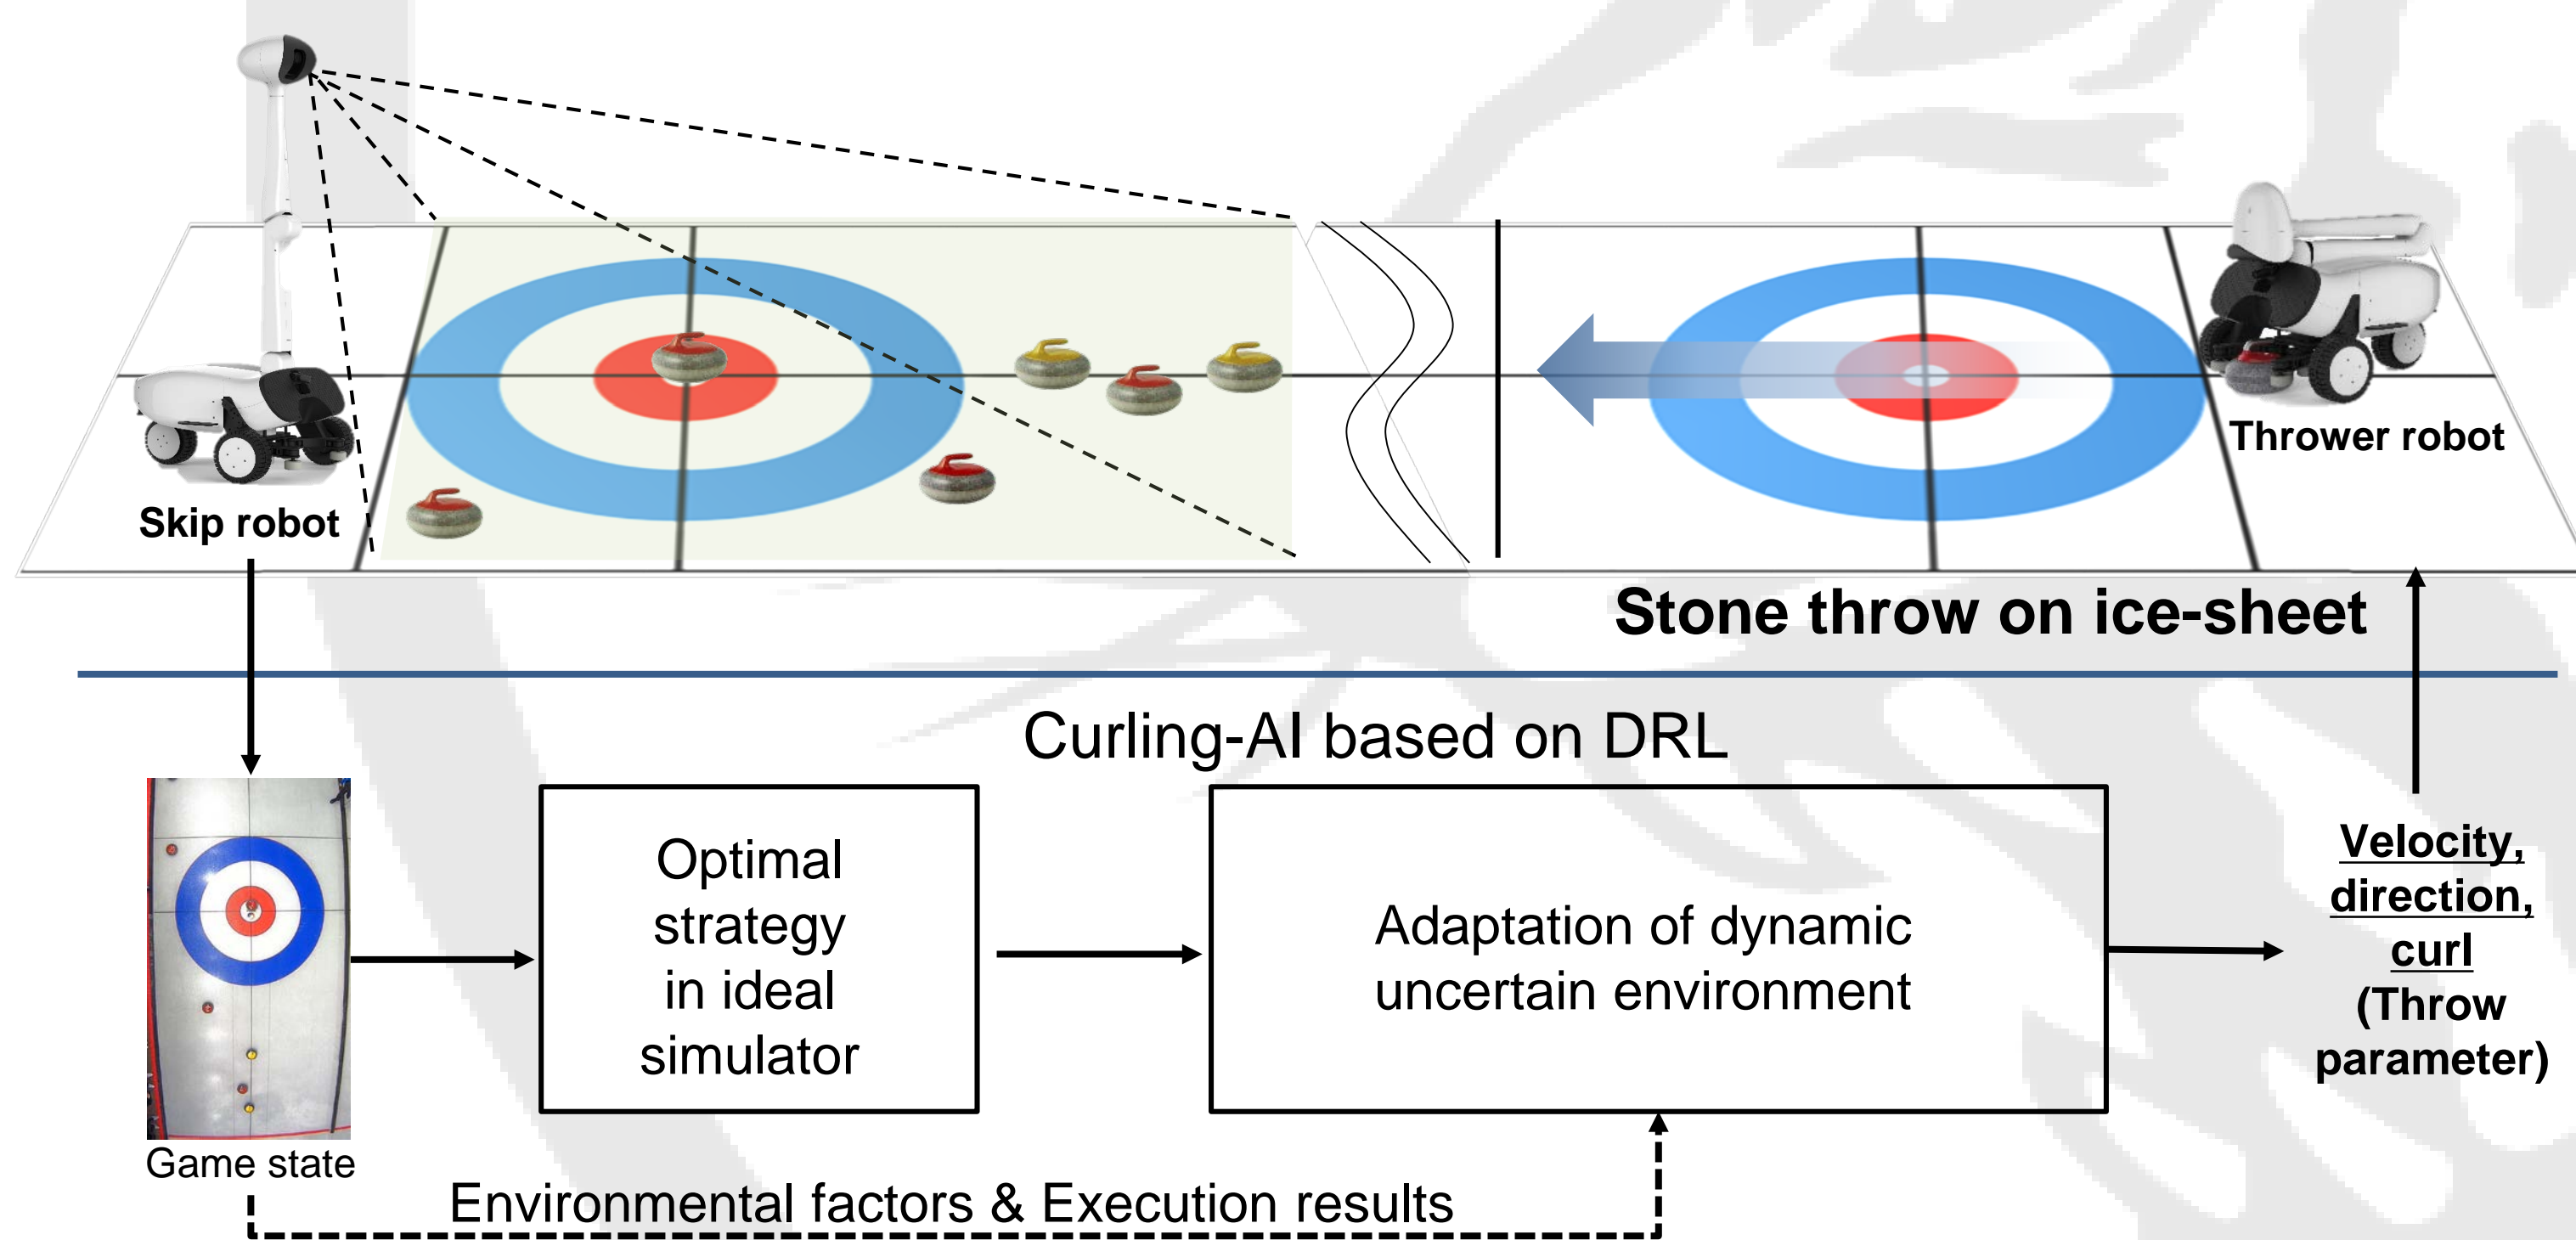 Thrower robot
Skip robot
Stone throw on ice-sheet
Curling-AI based on DRL
Optimal
strategy
in ideal
simulator
Adaptation of dynamic
uncertain environment
Velocity,
direction,
curl
(Throw
parameter)
Game state
Environmental factors & Execution results